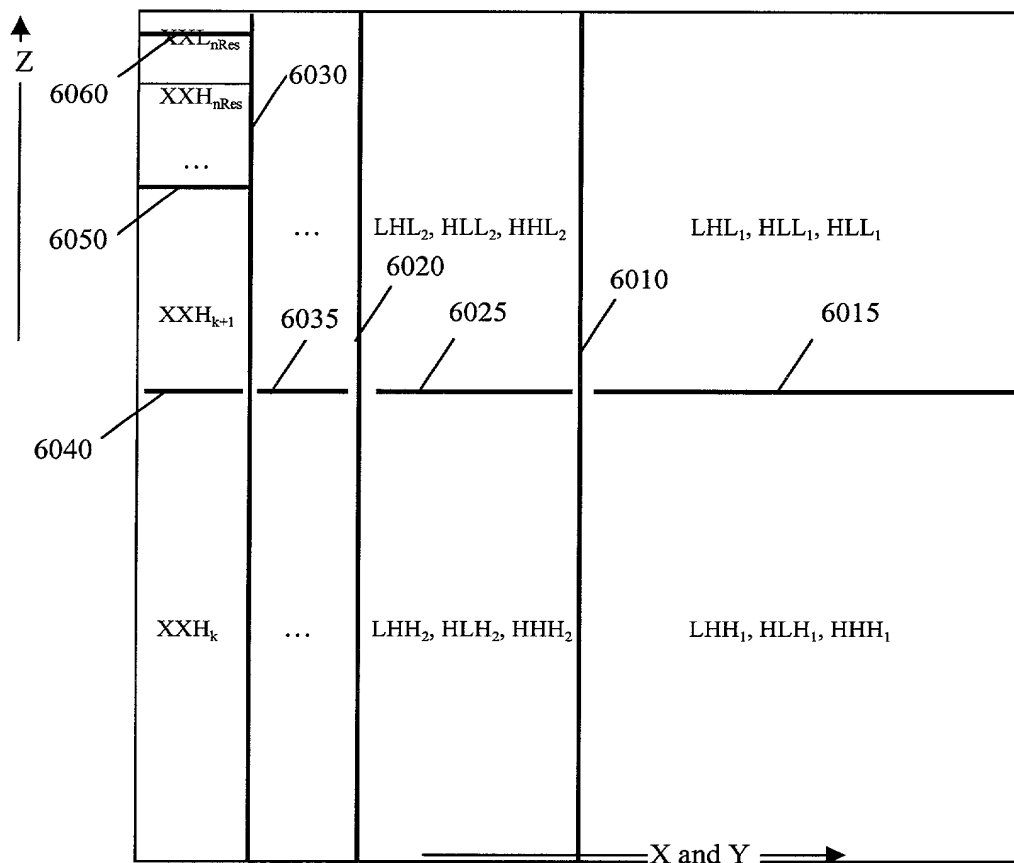 XXL_nRes
Z
6030
6060
XXH_nRes
...
6050
...
LHL_2, HLL_2, HHL_2
LHL_1, HLL_1, HLL_1
6020
6010
XXH_k+1
6035
6025
6015
6040
XXH_k
...
LHH_2, HLH_2, HHH_2
LHH_1, HLH_1, HHH_1
X and Y